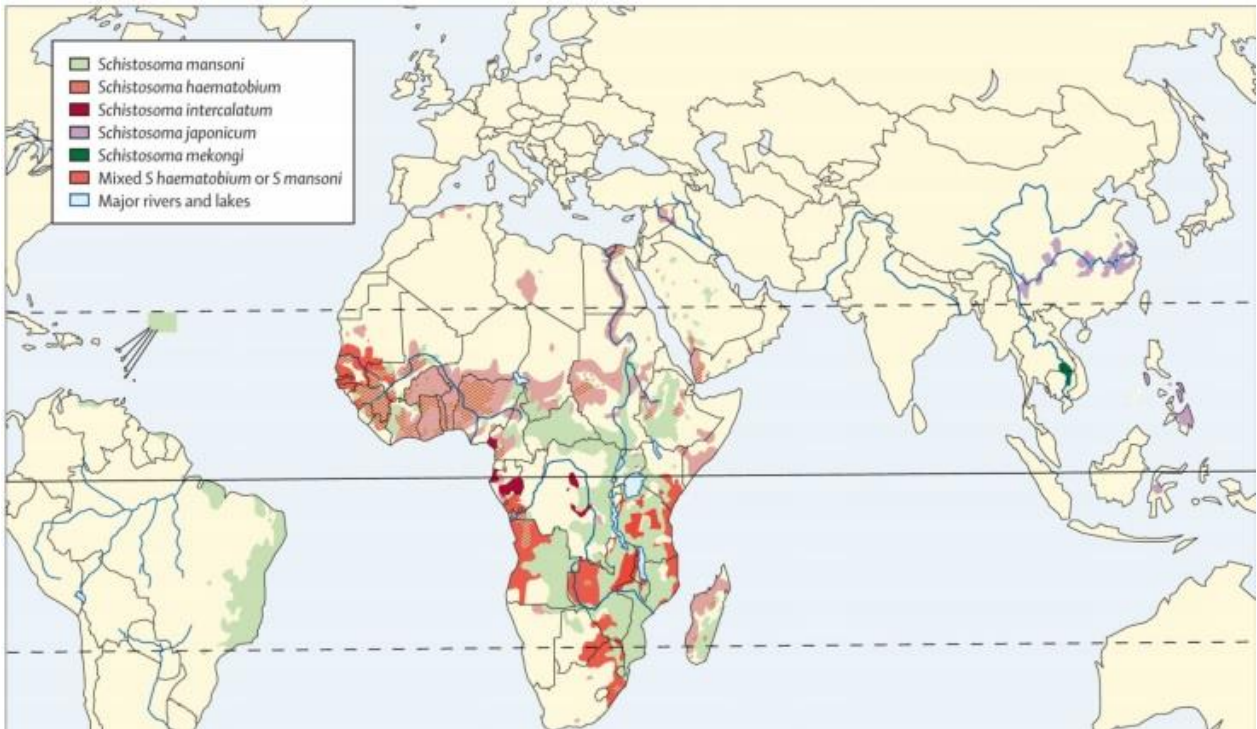 Schistosoma mansoni
Schistosoma haematobium
Schistosoma intercalatum
Schistosoma japonicum
Schistosoma mekongi
Mixed S haematobium or S mansoni
Major rivers and lakes